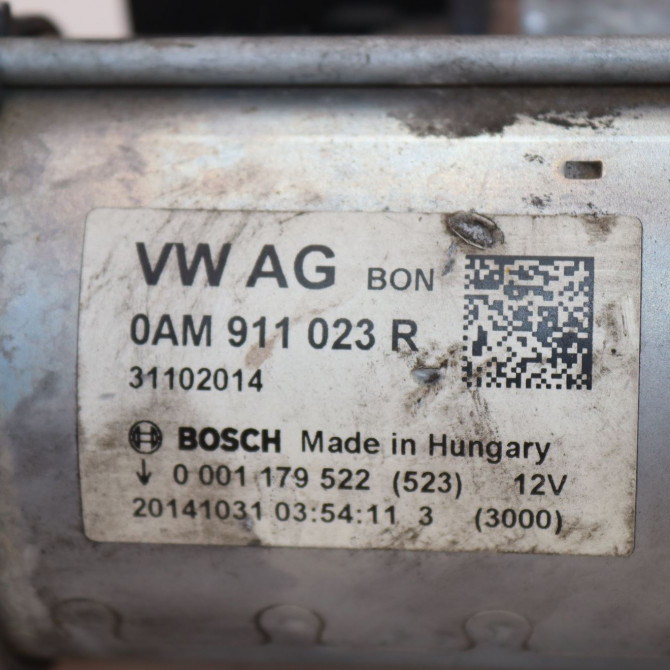 VW AG BON
0AM 911 023 R
31102014
BOSCH Made in Hungary
↓ 0 001 179 522 (523) 12V
20141031 03:54:11 3 (3000)